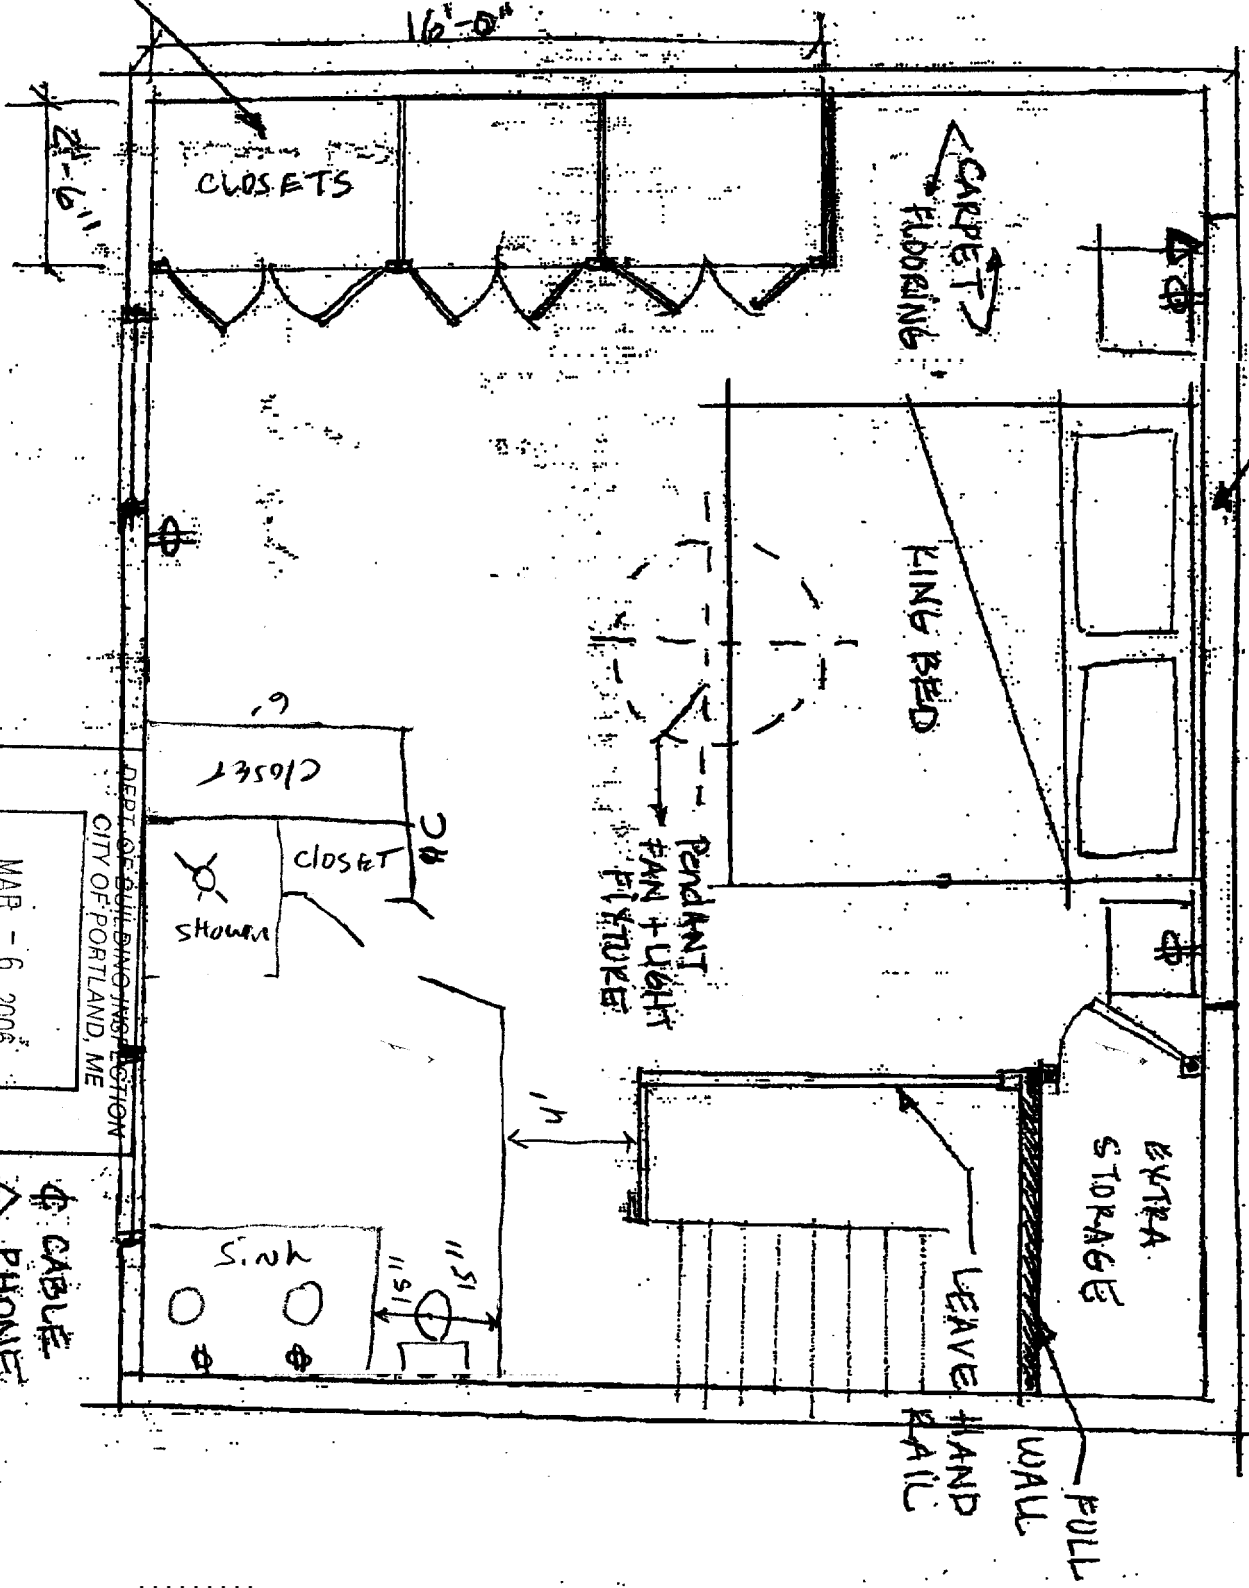 16'-0"
2'-6"
CLOSETS
CARPET
FLOORING
KING BED
6'
CLOSET
CLOSET
SHOWER
PENDANT
FAN + LIGHT
FIXTURE
4'
EXTRA
STORAGE
SINK
15"
15"
LEAVE HAND
RAIL
FULL
WALL
DEPT. OF BUILDING INSPECTION
CITY OF PORTLAND, ME
MAR - 6 2006
CABLE
PHONE